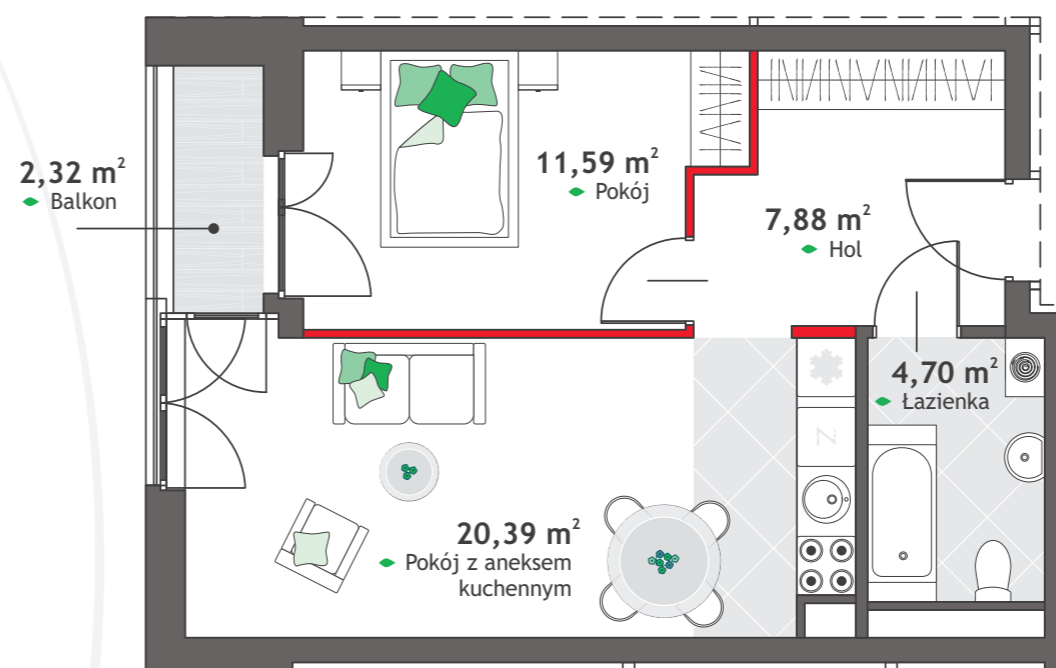 2,32 m²
Balkon
11,59 m²
Pokój
7,88 m²
Hol
4,70 m²
Łazienka
20,39 m²
Pokój z aneksem
kuchennym
Z